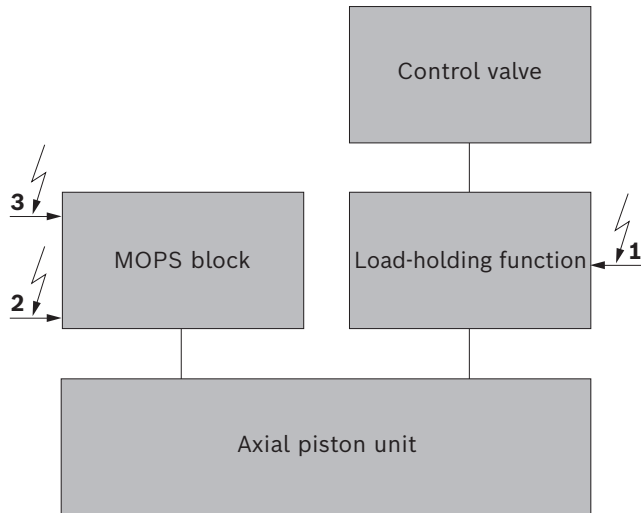 Control valve
3
MOPS block
Load-holding function
1
2
Axial piston unit